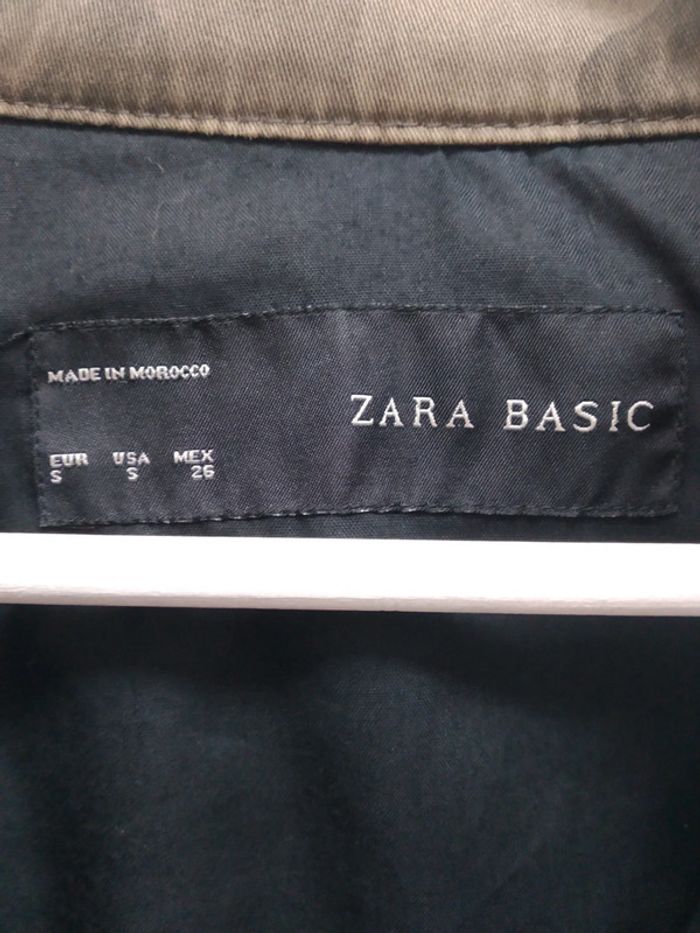 MADE IN MOROCCO
ZARA BASIC
EUR USA MEX
S S 26